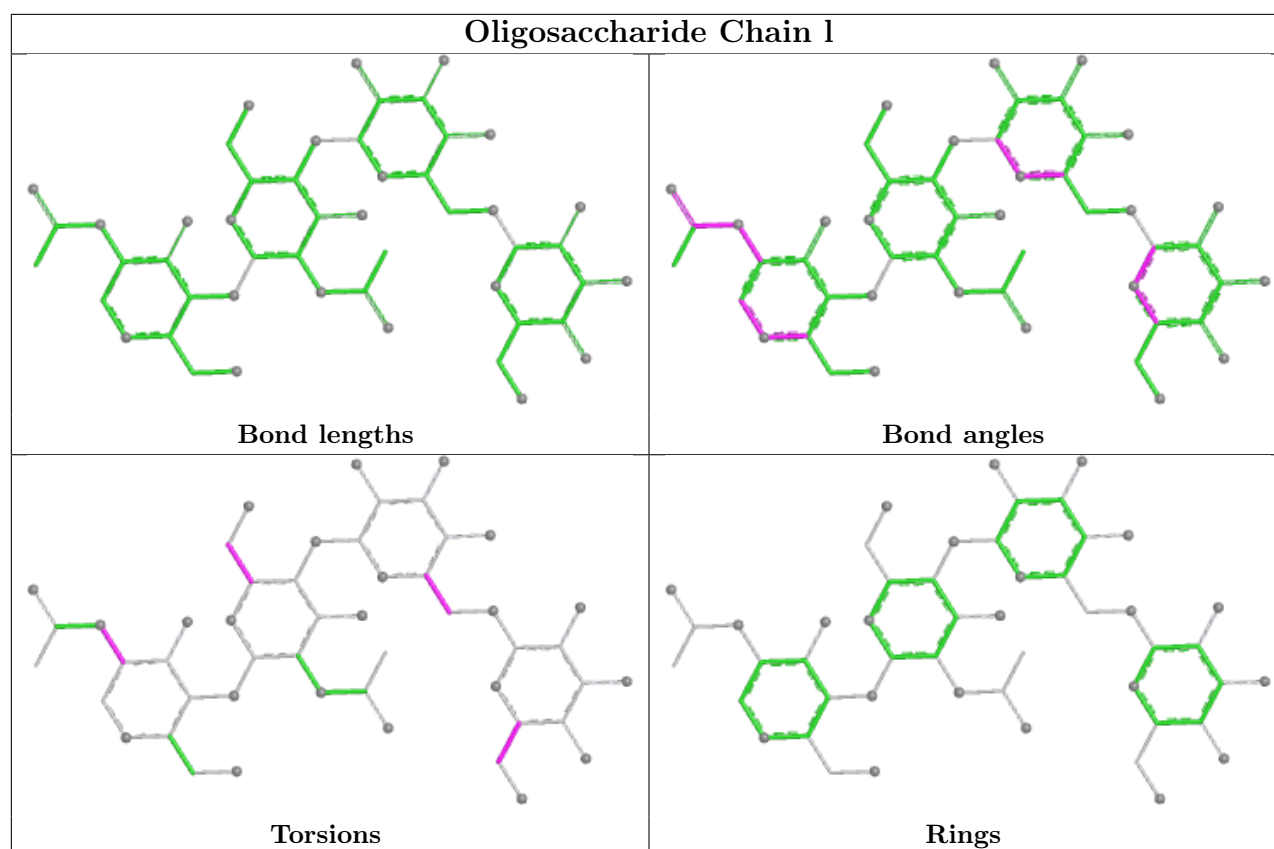 Oligosaccharide Chain l
Bond lengths
Bond angles
Torsions
Rings